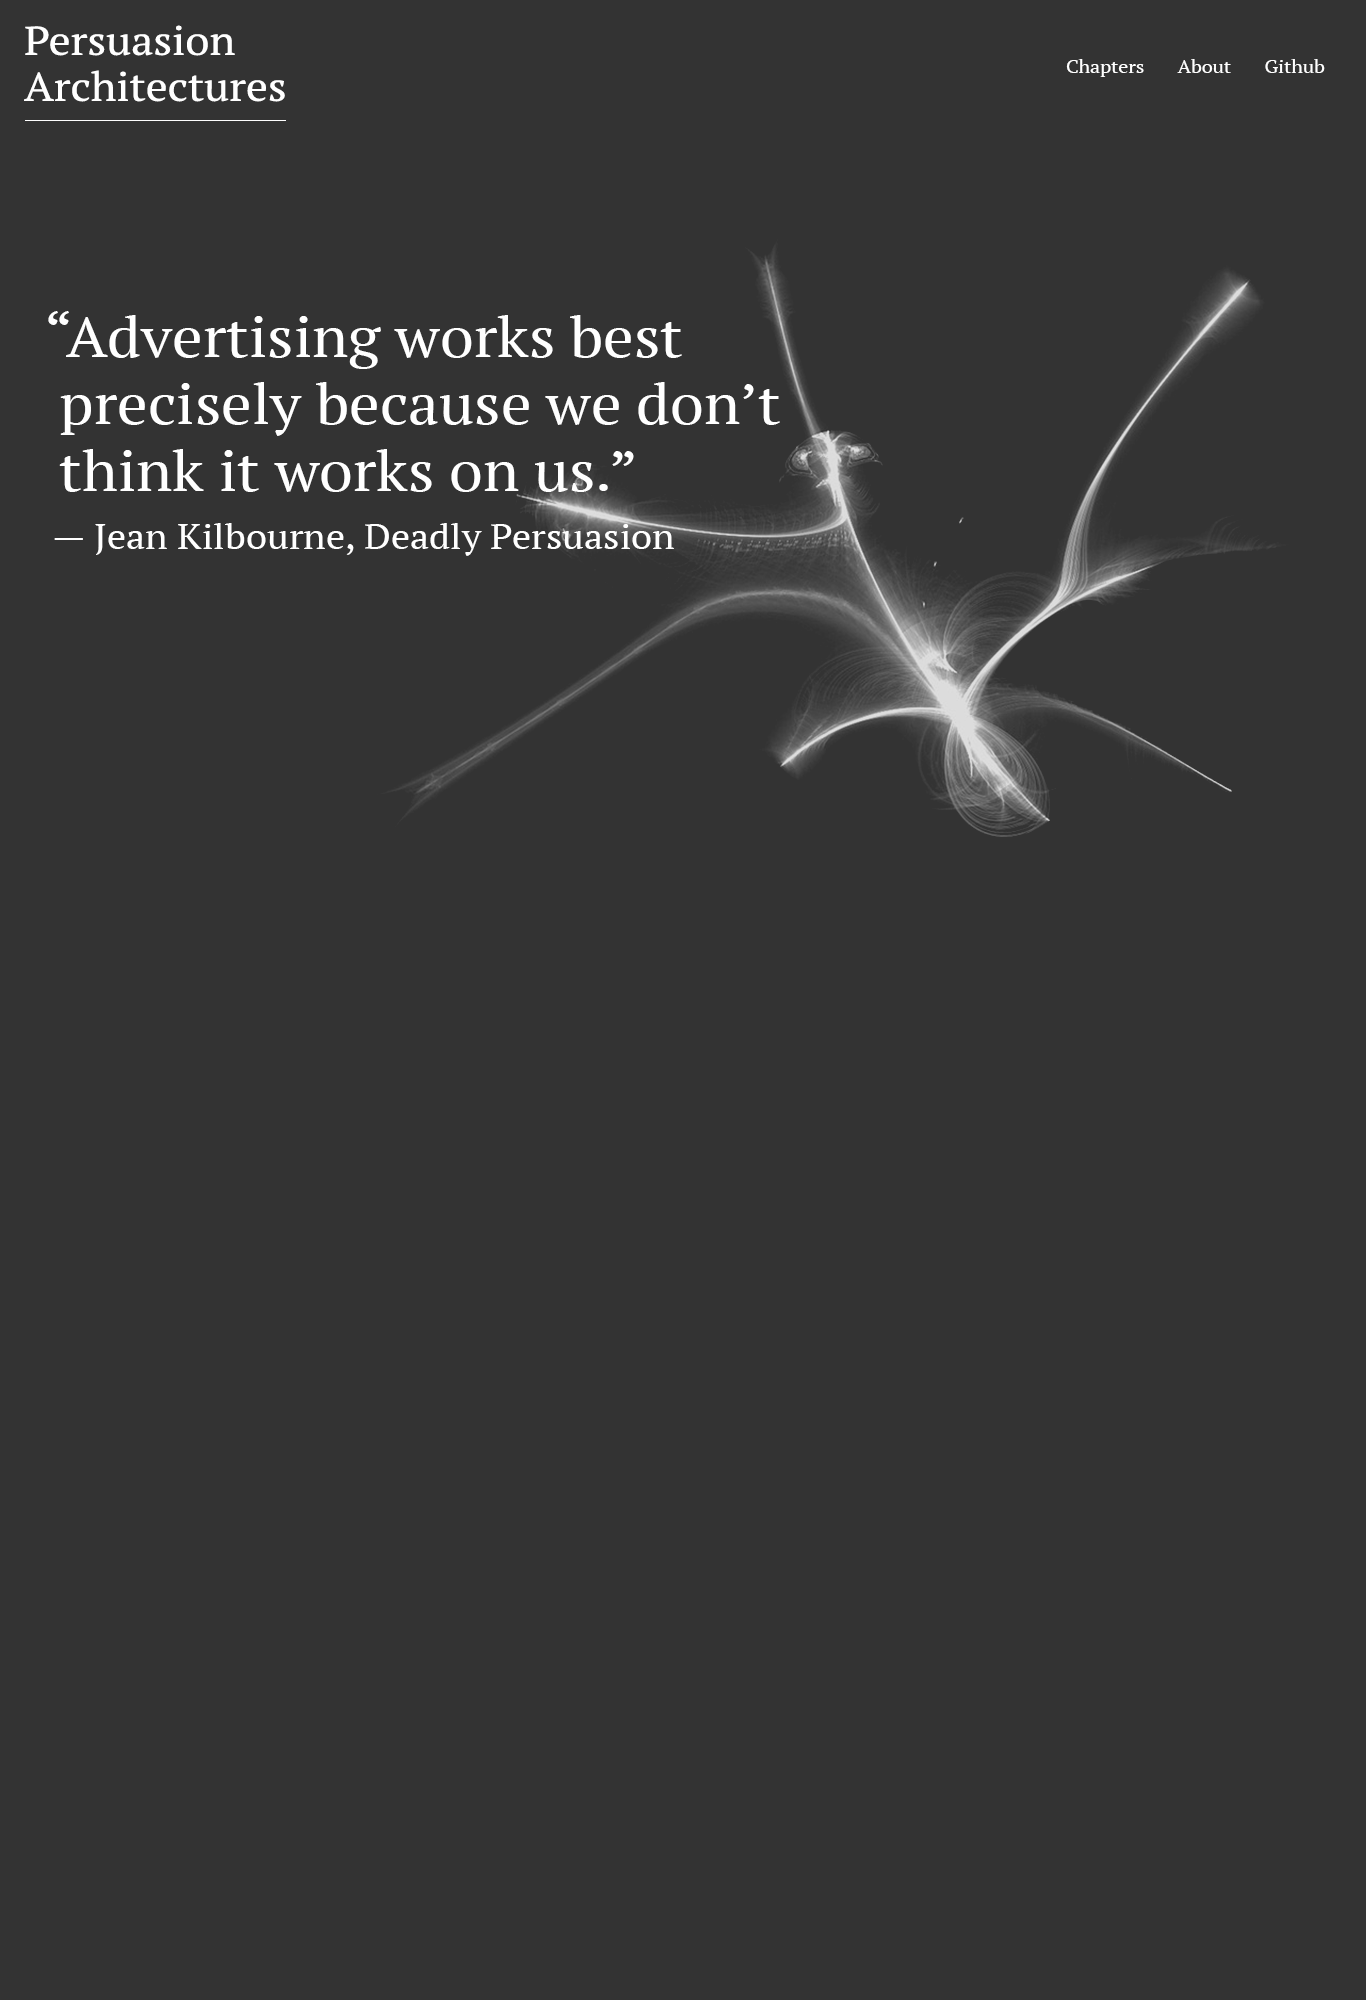 Persuasion
Architectures
Chapters About Github
“Advertising works best
precisely because we don’t
think it works on us.”
— Jean Kilbourne, Deadly Persuasion